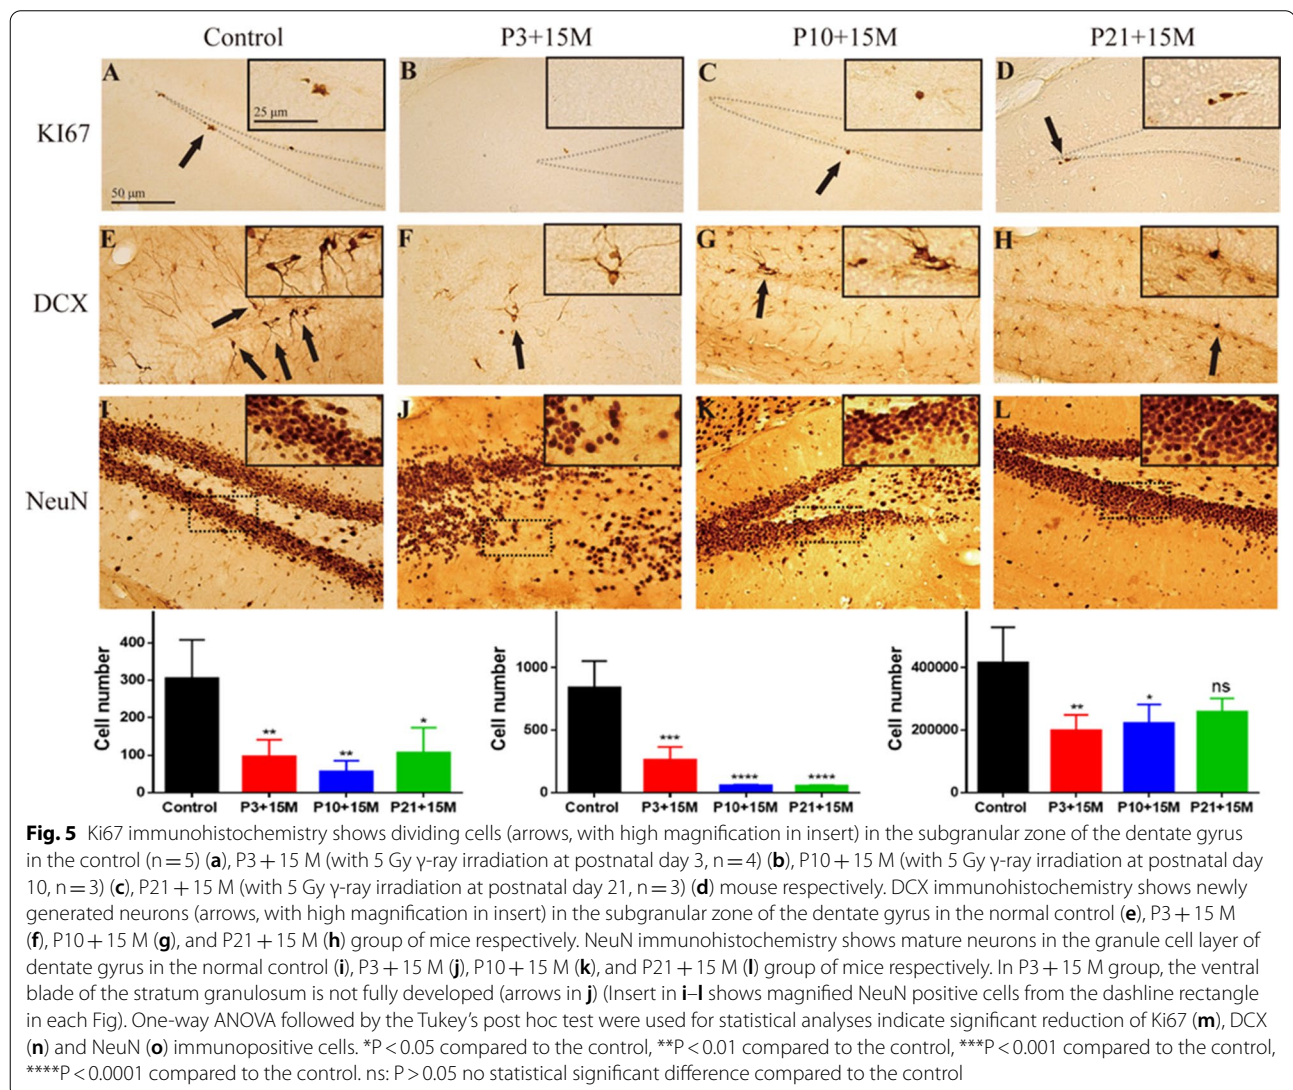 Control P3+15M P10+15M P21+15M
KI67
A 25 μm 50 μm
B
C
D
DCX
E
F
G
H
NeuN
I
J
K
L
Cell number
400
300
200
100
0
** ** *
Control P3+15M P10+15M P21+15M
Cell number
1000
500
0
*** **** ****
Control P3+15M P10+15M P21+15M
Cell number
400000
200000
0
** * ns
Control P3+15M P10+15M P21+15M
Fig. 5 Ki67 immunohistochemistry shows dividing cells (arrows, with high magnification in insert) in the subgranular zone of the dentate gyrus
in the control (n = 5) (a), P3 + 15 M (with 5 Gy γ-ray irradiation at postnatal day 3, n = 4) (b), P10 + 15 M (with 5 Gy γ-ray irradiation at postnatal day
10, n = 3) (c), P21 + 15 M (with 5 Gy γ-ray irradiation at postnatal day 21, n = 3) (d) mouse respectively. DCX immunohistochemistry shows newly
generated neurons (arrows, with high magnification in insert) in the subgranular zone of the dentate gyrus in the normal control (e), P3 + 15 M
(f), P10 + 15 M (g), and P21 + 15 M (h) group of mice respectively. NeuN immunohistochemistry shows mature neurons in the granule cell layer of
dentate gyrus in the normal control (i), P3 + 15 M (j), P10 + 15 M (k), and P21 + 15 M (l) group of mice respectively. In P3 + 15 M group, the ventral
blade of the stratum granulosum is not fully developed (arrows in j) (Insert in i–l shows magnified NeuN positive cells from the dashline rectangle
in each Fig). One-way ANOVA followed by the Tukey's post hoc test were used for statistical analyses indicate significant reduction of Ki67 (m), DCX
(n) and NeuN (o) immunopositive cells. *P < 0.05 compared to the control, **P < 0.01 compared to the control, ***P < 0.001 compared to the control,
****P < 0.0001 compared to the control. ns: P > 0.05 no statistical significant difference compared to the control